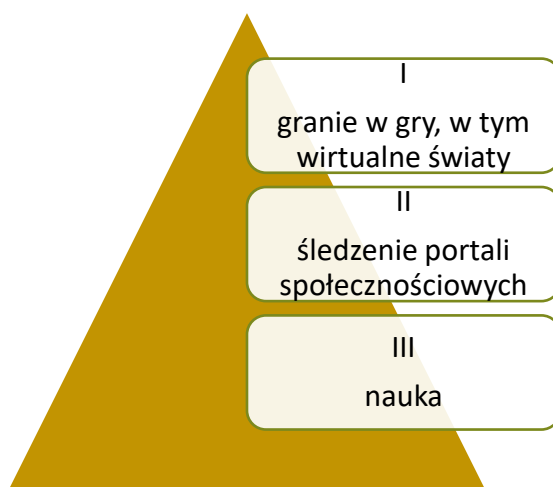 I
granie w gry, w tym
wirtualne światy
II
śledzenie portali
społecznościowych
III
nauka